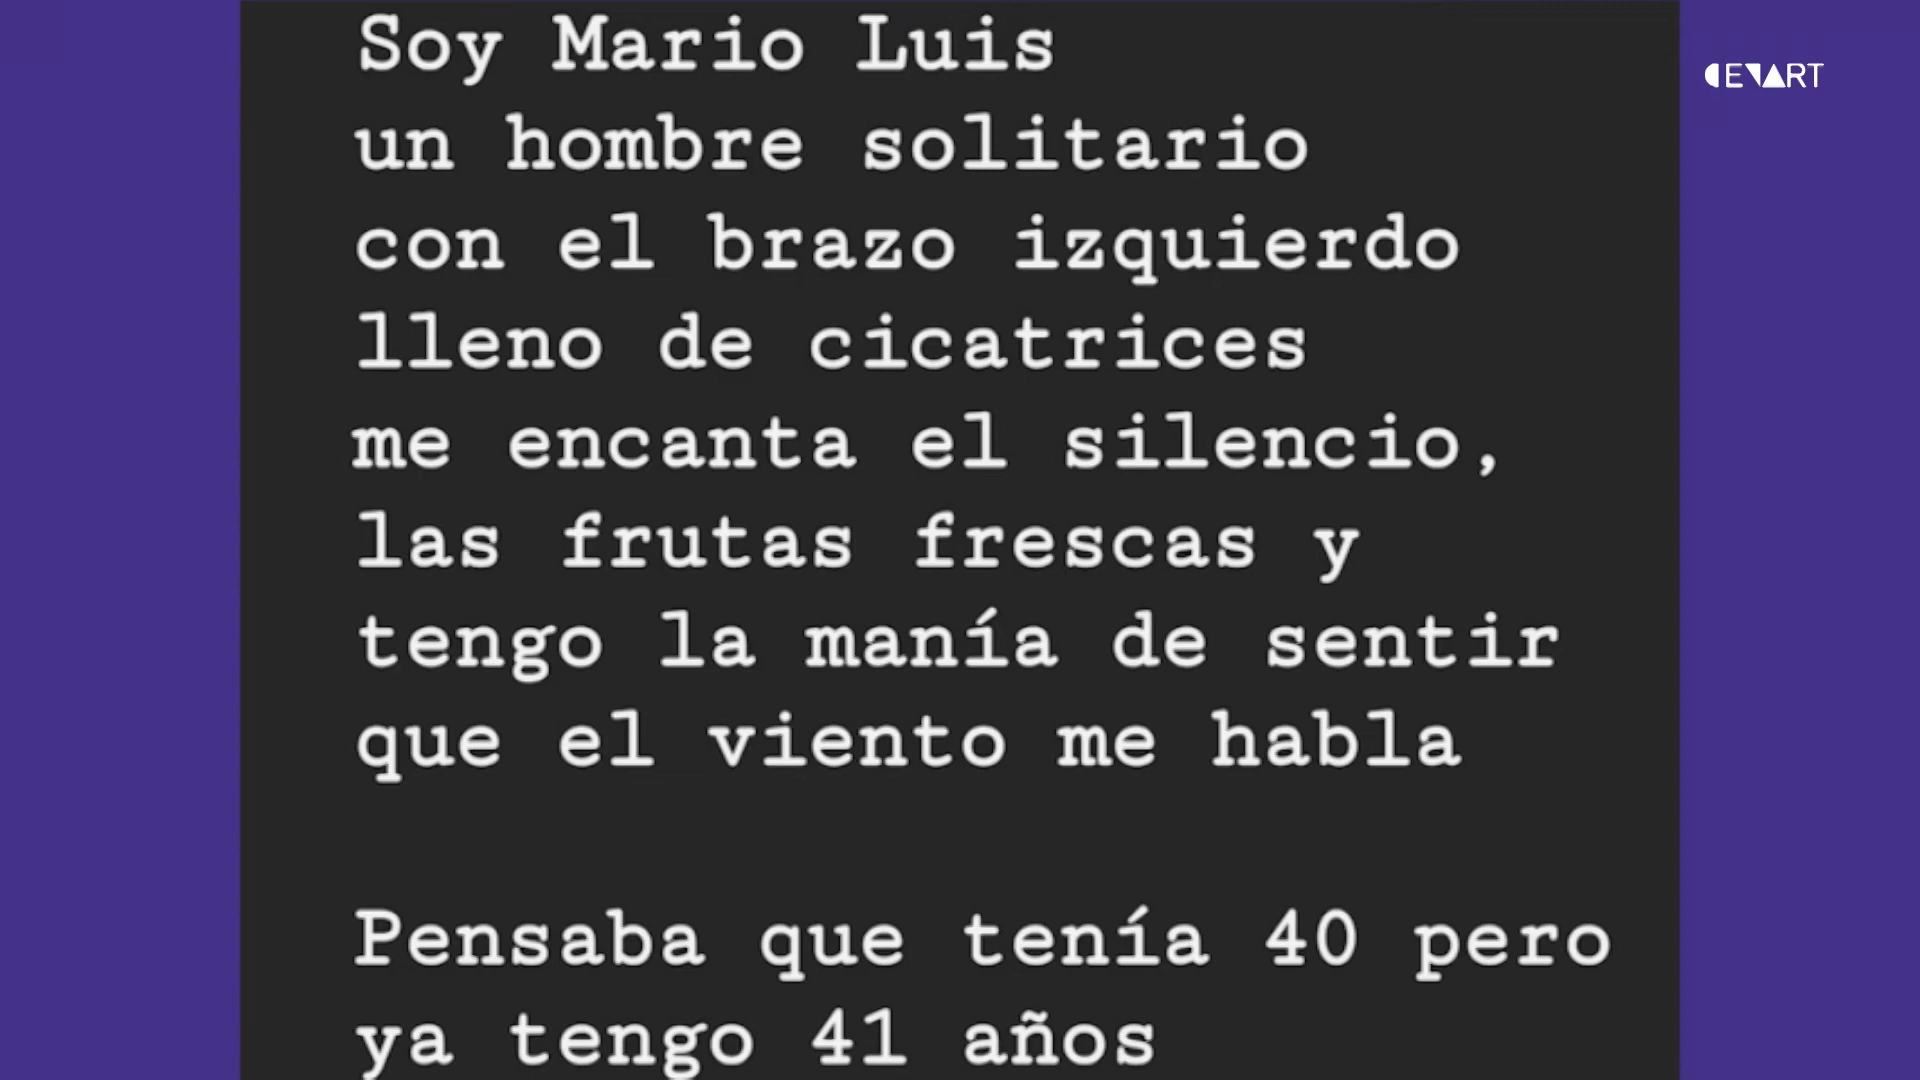 Soy Mario Luis
un hombre solitario
con el brazo izquierdo
lleno de cicatrices
me encanta el silencio,
las frutas frescas y
tengo la manía de sentir
que el viento me habla
Pensaba que tenía 40 pero
ya tengo 41 años
CENART